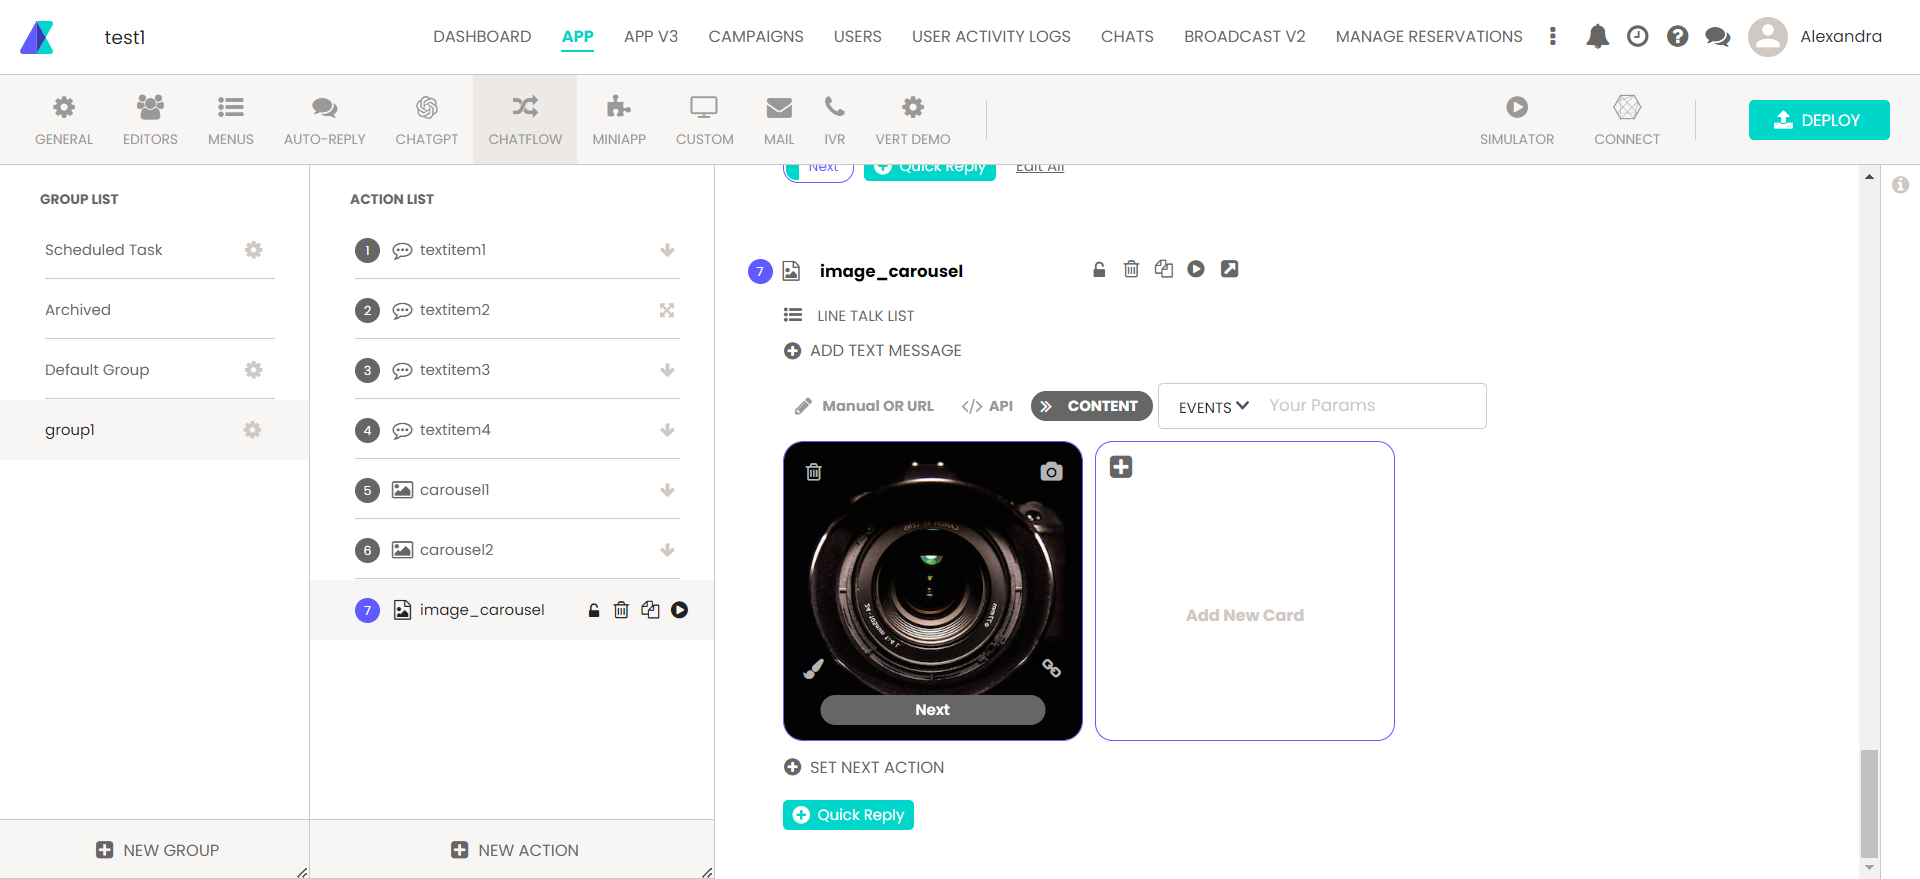 test1
DASHBOARD APP APP V3 CAMPAIGNS USERS USER ACTIVITY LOGS CHATS BROADCAST V2 MANAGE RESERVATIONS
Alexandra
GENERAL EDITORS MENUS AUTO-REPLY CHATGPT CHATFLOW MINIAPP CUSTOM MAIL IVR VERT DEMO
SIMULATOR CONNECT DEPLOY
GROUP LIST
Scheduled Task
Archived
Default Group
group1
NEW GROUP
ACTION LIST
1 textitem1
2 textitem2
3 textitem3
4 textitem4
5 carousel1
6 carousel2
7 image_carousel
NEW ACTION
Next Quick Reply Edit All
7 image_carousel
LINE TALK LIST
ADD TEXT MESSAGE
Manual OR URL </> API CONTENT EVENTS Your Params
Next
Add New Card
SET NEXT ACTION
Quick Reply